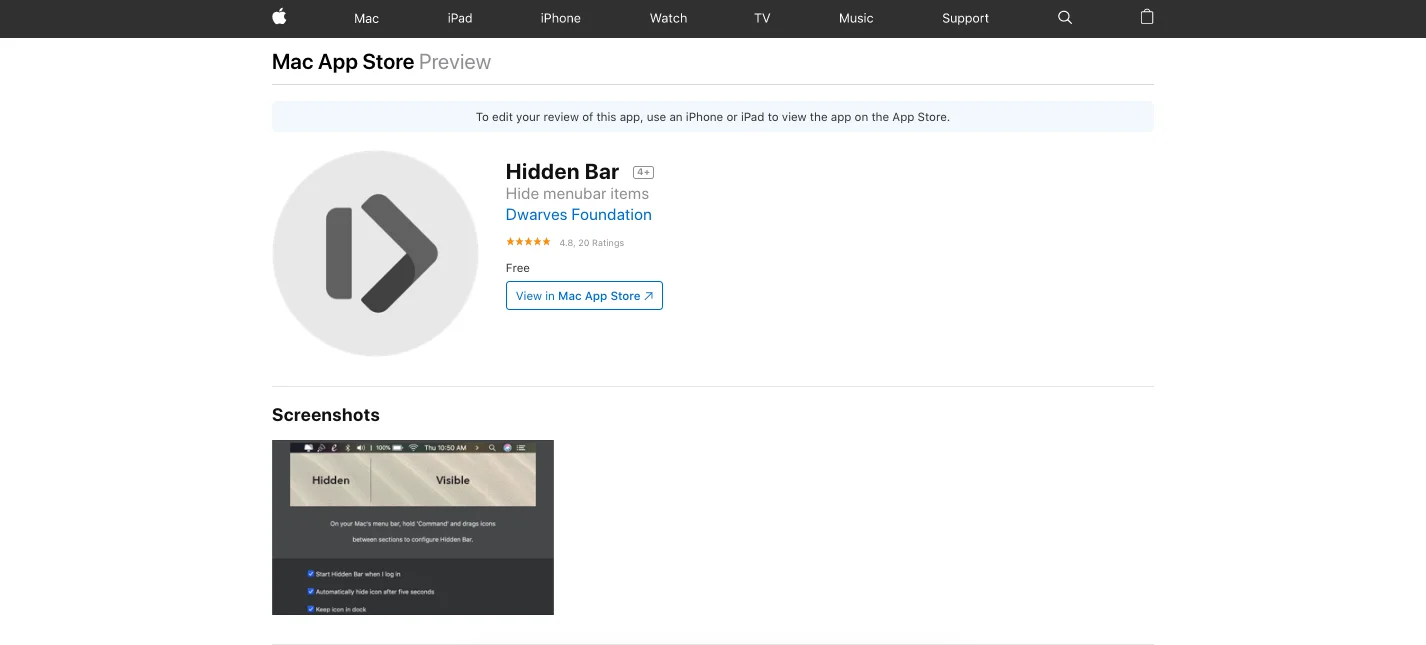 Mac iPad iPhone Watch TV Music Support
Mac App Store Preview
To edit your review of this app, use an iPhone or iPad to view the app on the App Store.
Hidden Bar 4+
Hide menubar items
Dwarves Foundation
4.8, 20 Ratings
Free
View in Mac App Store
Screenshots
100% Thu 10:50 AM
Hidden Visible
On your Mac's menu bar, hold 'Command' and drags icons
between sections to configure Hidden Bar.
Start Hidden Bar when I log in
Automatically hide icon after five seconds
Keep icon in dock